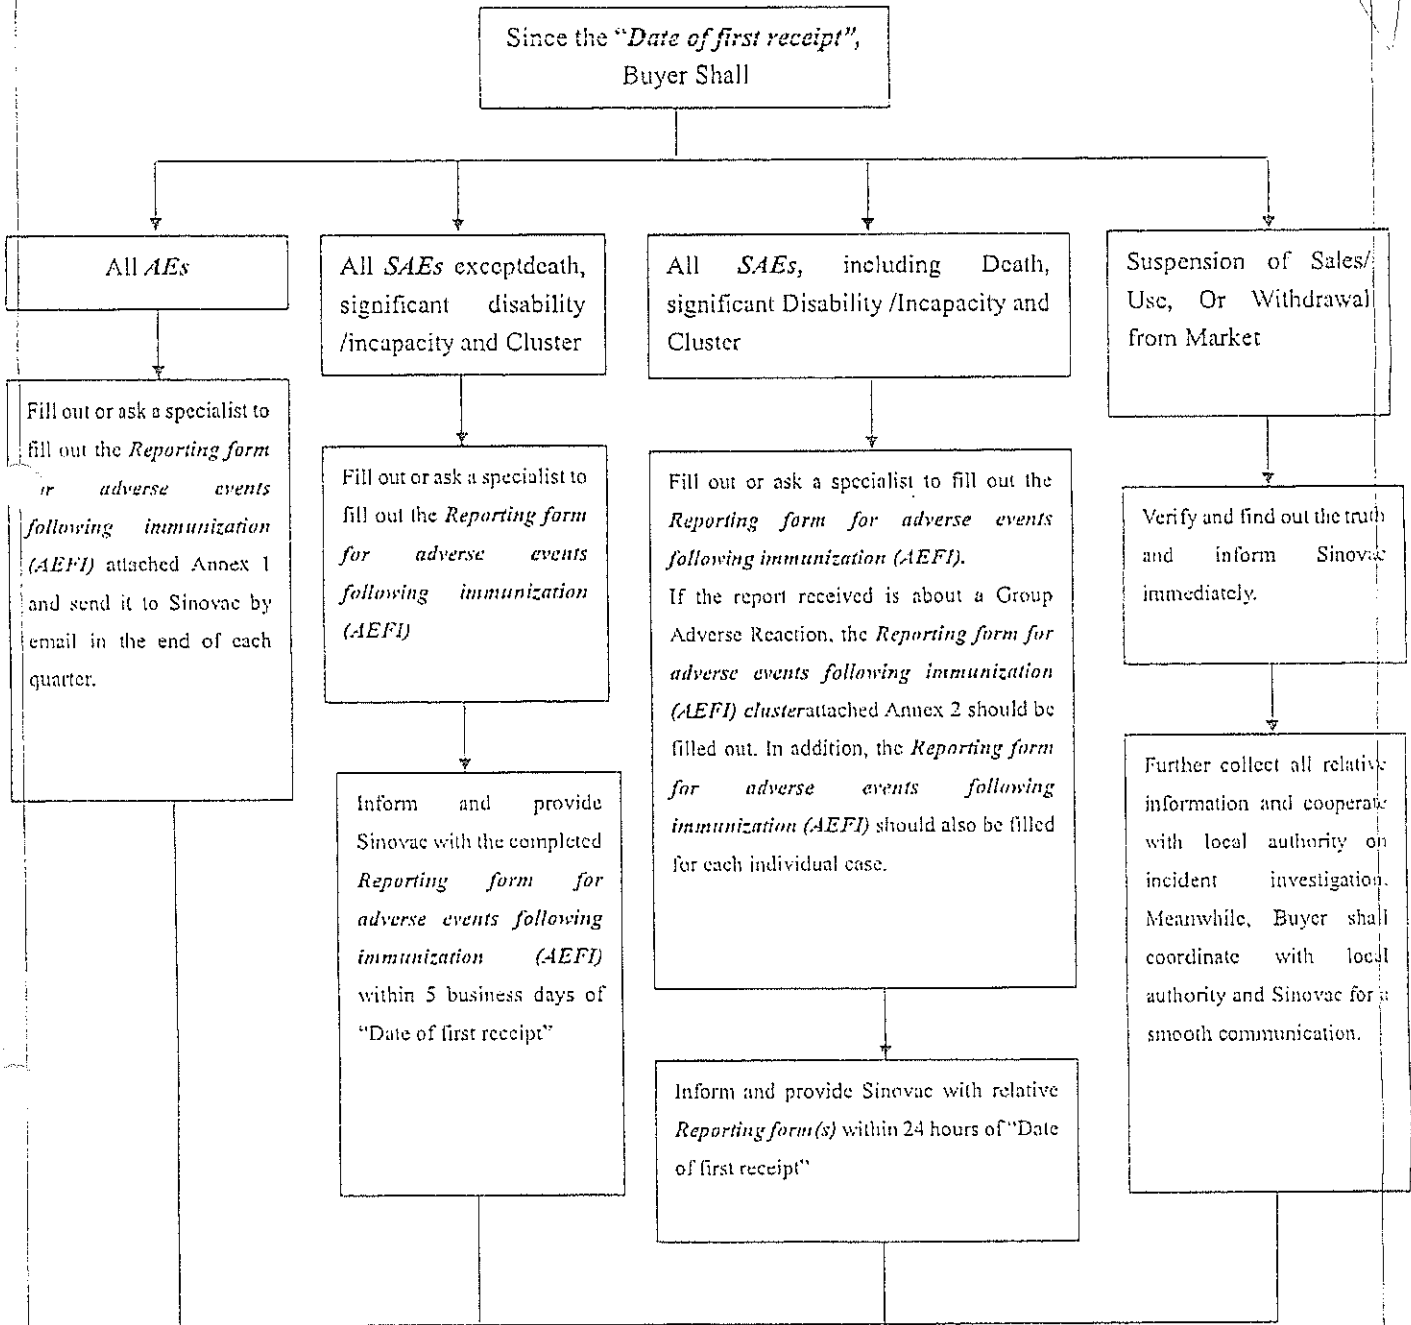 Since the “Date of first receipt”,
Buyer Shall
All AEs
Fill out or ask a specialist to
fill out the Reporting form
adverse events
following immunization
(AEFI) attached Annex 1
and send it to Sinovac by
email in the end of each
quarter.
All SAEs exceptdeath,
significant disability
/incapacity and Cluster
Fill out or ask a specialist to
fill out the Reporting form
for adverse events
following immunization
(AEFI)
Inform and provide
Sinovac with the completed
Reporting form for
adverse events following
immunization (AEFI)
within 5 business days of
“Date of first receipt”
All SAEs, including Death,
significant Disability /Incapacity and
Cluster
Fill out or ask a specialist to fill out the
Reporting form for adverse events
following immunization (AEFI).
If the report received is about a Group
Adverse Reaction, the Reporting form for
adverse events following immunization
(AEFI) clusterattached Annex 2 should be
filled out. In addition, the Reporting form
for adverse events following
immunization (AEFI) should also be filled
for each individual case.
Inform and provide Sinovac with relative
Reporting form(s) within 24 hours of “Date
of first receipt”
Suspension of Sales/
Use, Or Withdrawal
from Market
Verify and find out the truth
and inform Sinovac
immediately.
Further collect all relative
information and cooperate
with local authority on
incident investigation.
Meanwhile, Buyer shall
coordinate with local
authority and Sinovac for a
smooth communication.